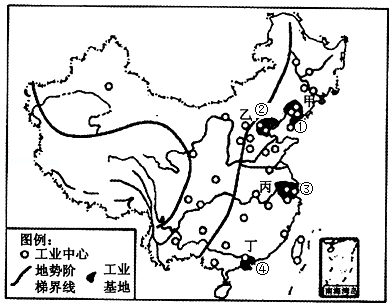 甲
乙
②
①
丙
③
丁
④
图例:
工业中心
地势阶
梯界线
工业
基地
南海诸岛